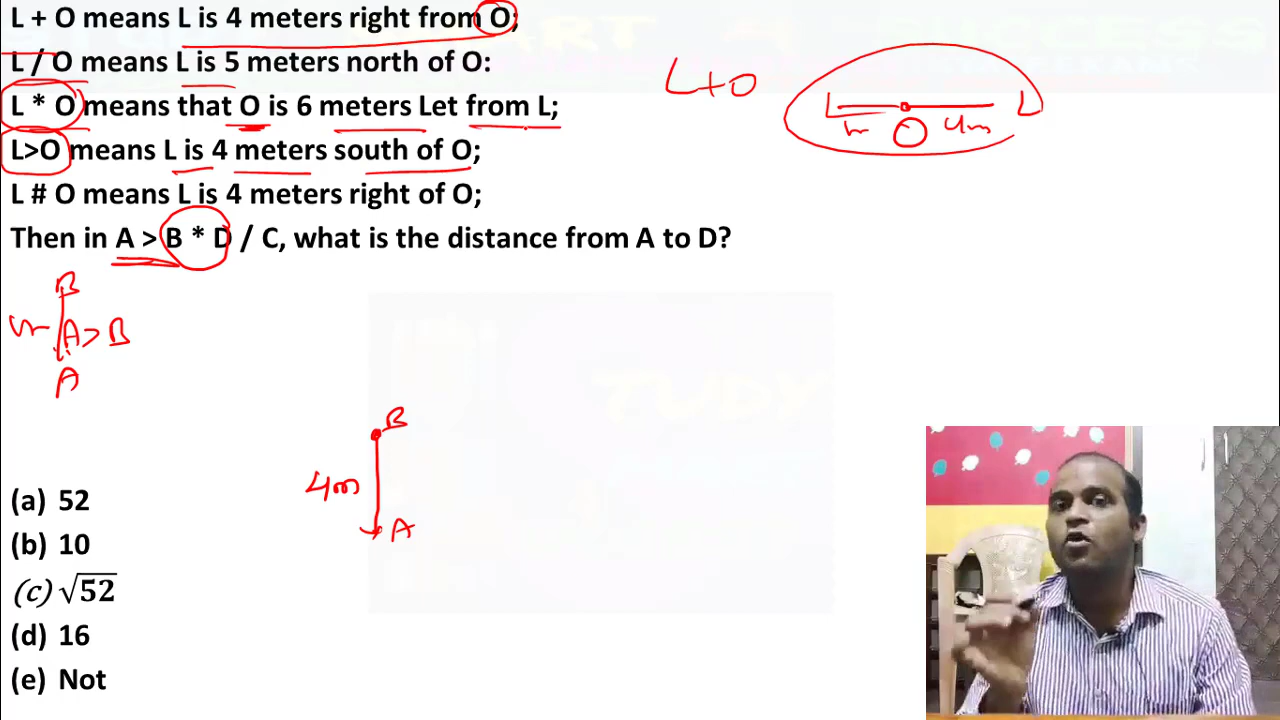 L + O means L is 4 meters right from O;
L / O means L is 5 meters north of O:
L * O means that O is 6 meters Let from L;
L>O means L is 4 meters south of O;
L # O means L is 4 meters right of O;
Then in A > B * D / C, what is the distance from A to D?
L+O
L
O
4m
L
B
A > B
A
B
4m
A
(a) 52
(b) 10
(c) √52
(d) 16
(e) Not